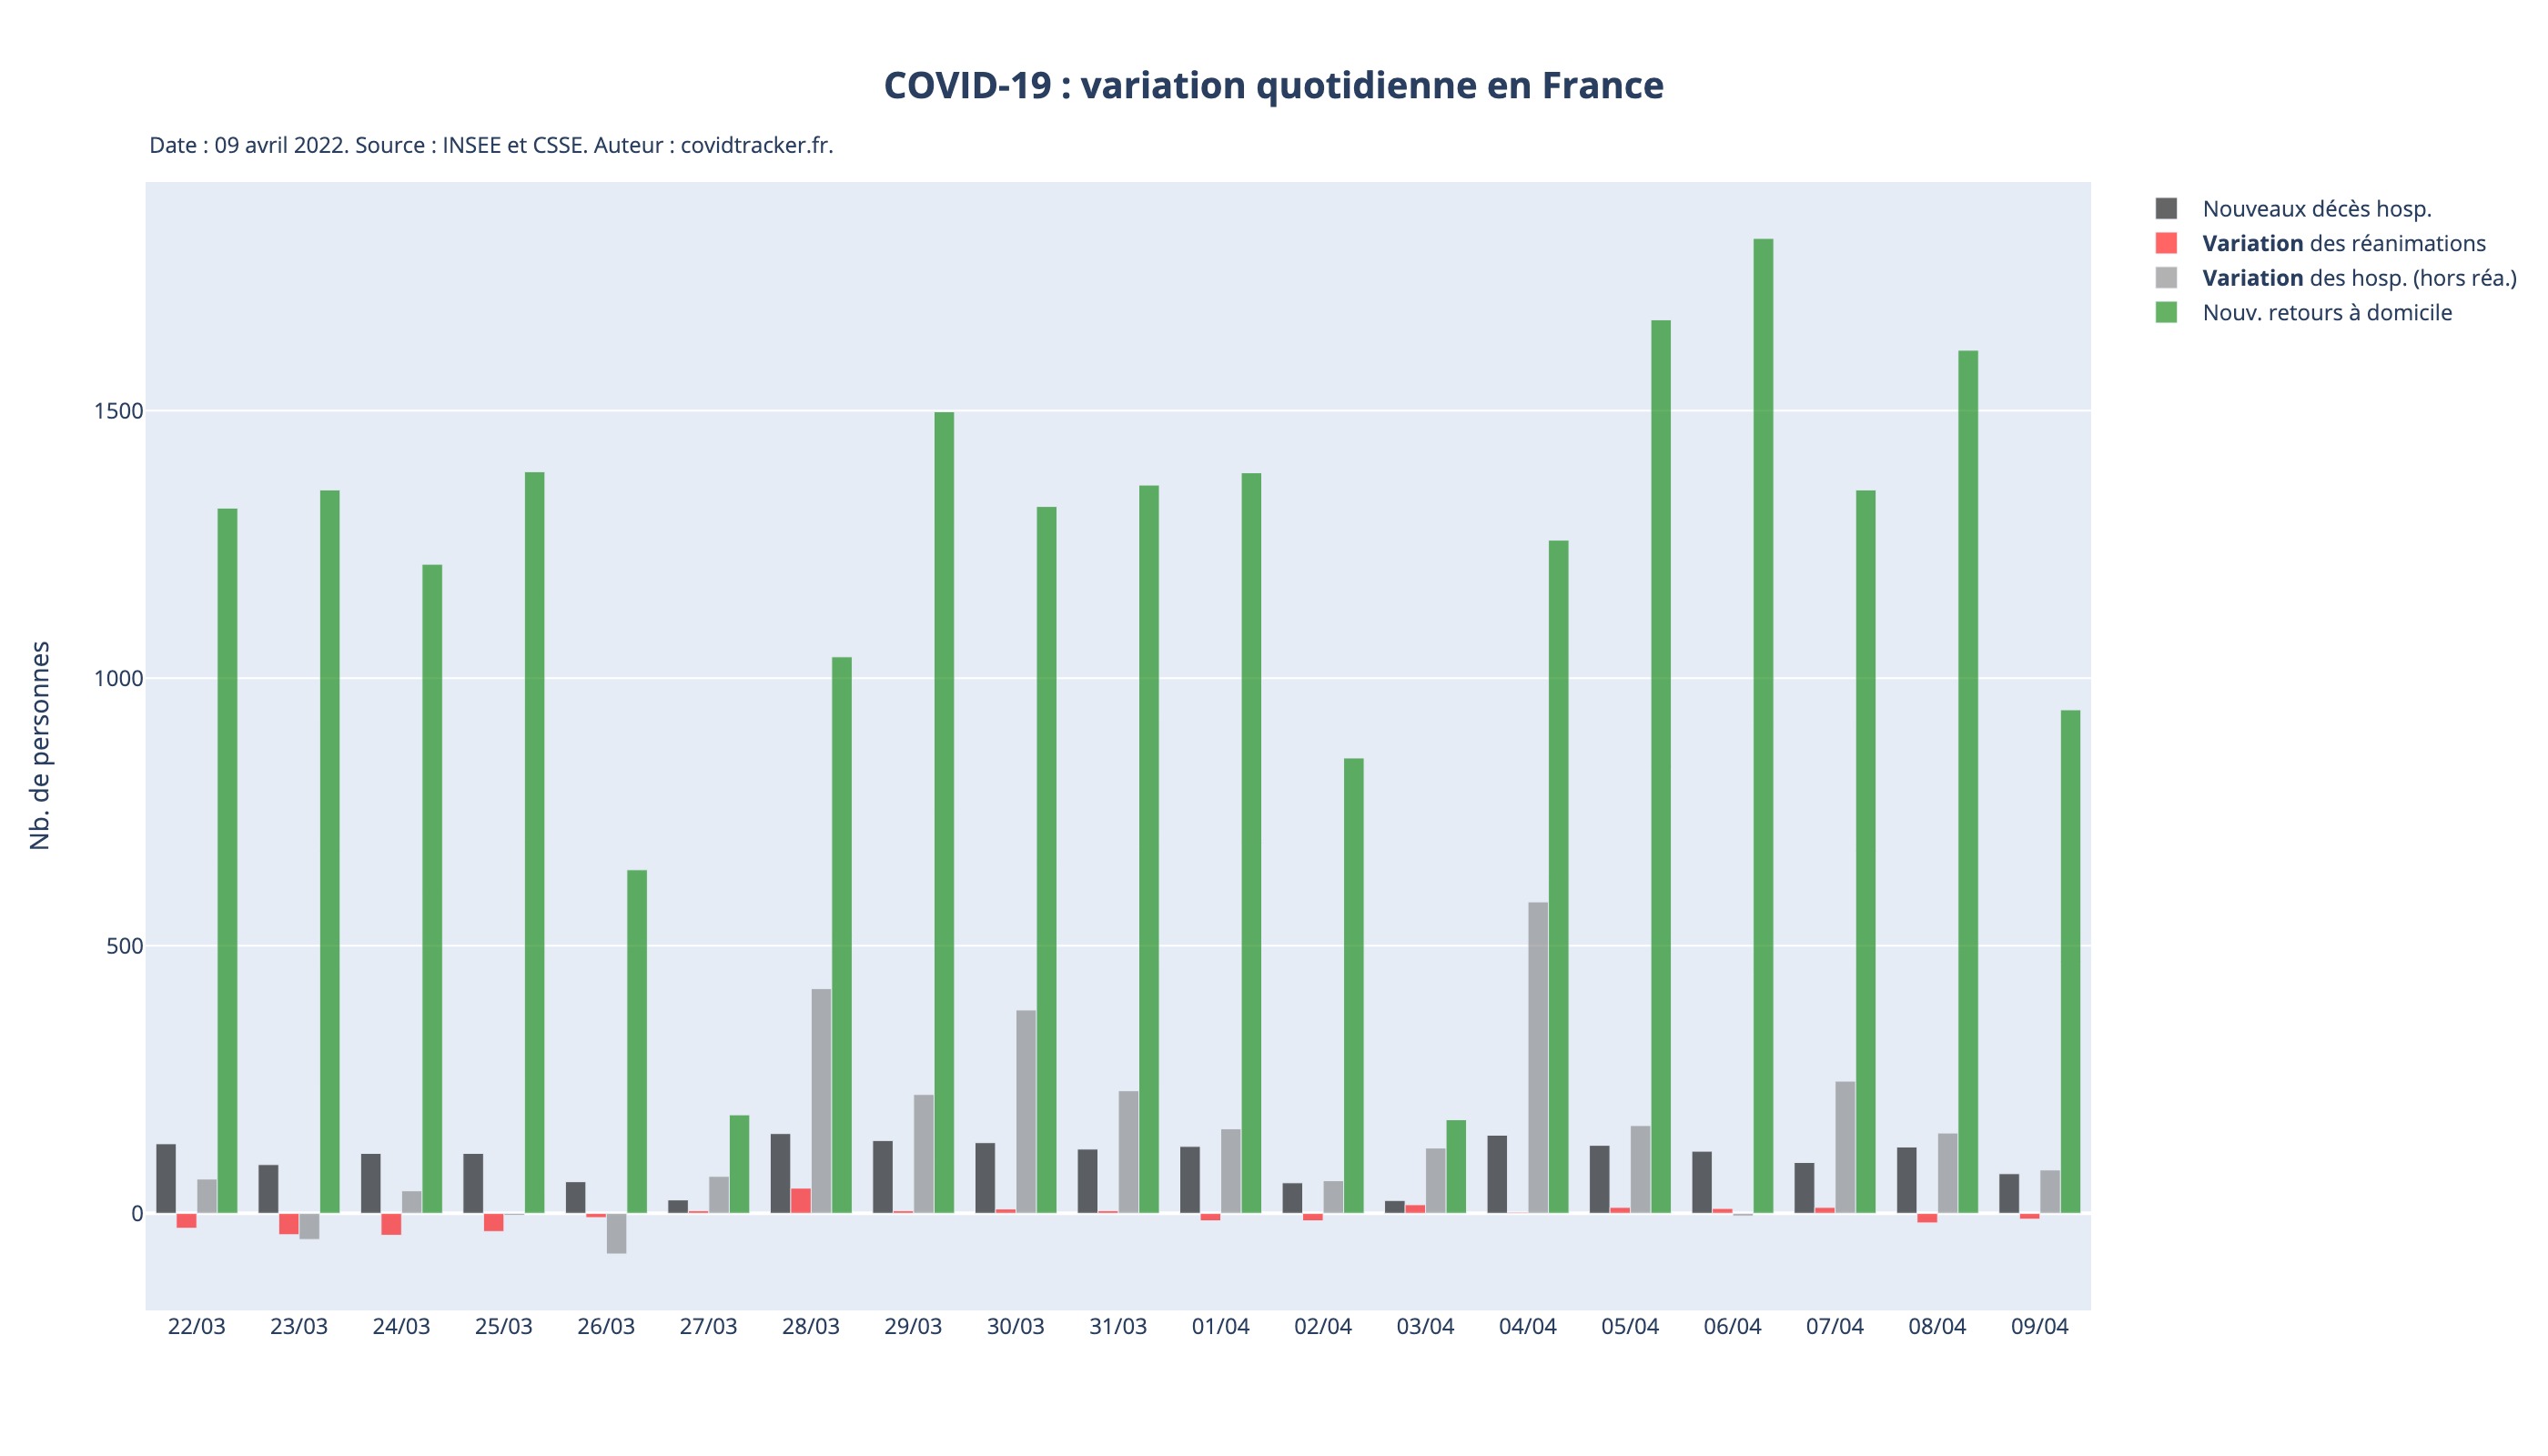 COVID-19 : variation quotidienne en France
Date : 09 avril 2022. Source : INSEE et CSSE. Auteur : covidtracker.fr.
Nouveaux décès hosp.
Variation des réanimations
Variation des hosp. (hors réa.)
Nouv. retours à domicile
Nb. de personnes
1500
1000
500
0
22/03 23/03 24/03 25/03 26/03 27/03 28/03 29/03 30/03 31/03 01/04 02/04 03/04 04/04 05/04 06/04 07/04 08/04 09/04